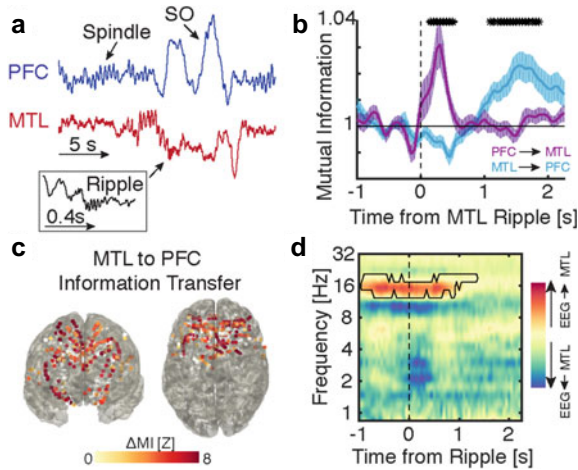 a
Spindle
SO
PFC
MTL
5 s
Ripple
0.4s
b
1.04
1
Mutual Information
PFC → MTL
MTL → PFC
-1 0 1 2
Time from MTL Ripple [s]
c
MTL to PFC
Information Transfer
0 8
ΔMI [Z]
d
32
16
8
4
2
1
Frequency [Hz]
-1 0 1 2
Time from Ripple [s]
EEG → MTL
EEG ← MTL